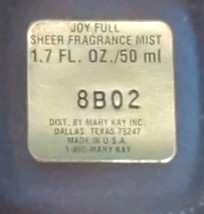 JOY FULL
SHEER FRAGRANCE MIST
1.7 FL. OZ./50 ml
8B02
DIST. BY MARY KAY INC.
DALLAS, TEXAS 75247
MADE IN U.S.A.
1-800-MARY KAY